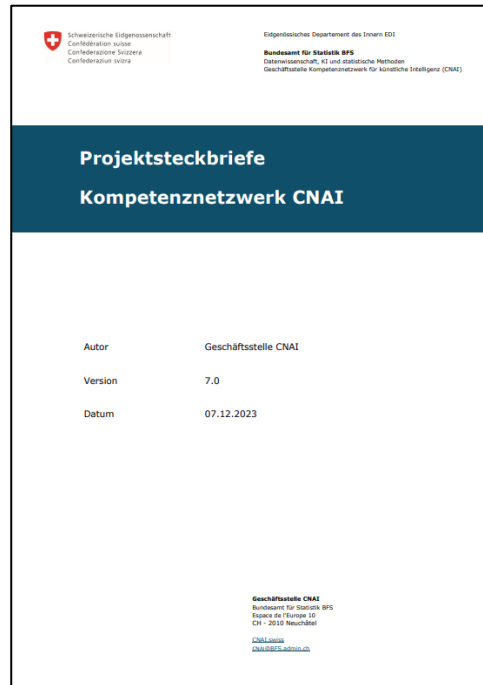 Schweizerische Eidgenossenschaft
Confédération suisse
Confederazione Svizzera
Confederaziun svizra
Eidgenössisches Departement des Innern EDI
Bundesamt für Statistik BFS
Datenwissenschaft, KI und statistische Methoden
Geschäftsstelle Kompetenznetzwerk für künstliche Intelligenz (CNAI)
Projektsteckbriefe
Kompetenznetzwerk CNAI
Autor Geschäftsstelle CNAI
Version 7.0
Datum 07.12.2023
Geschäftsstelle CNAI
Bundesamt für Statistik BFS
Espace de l'Europe 10
CH - 2010 Neuchâtel
CNAI.swiss
CNAI@BFS.admin.ch